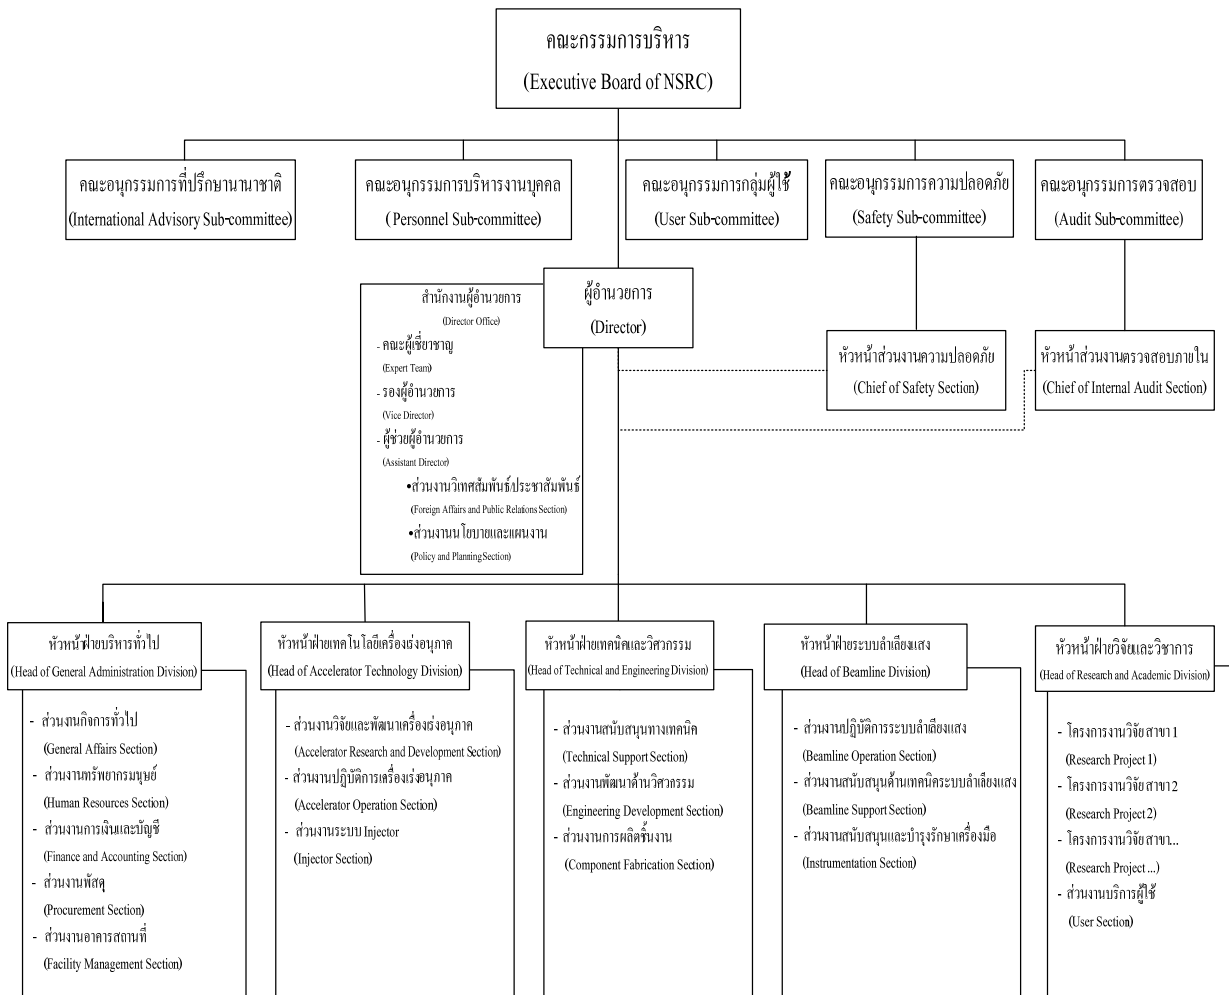 คณะกรรมการบริหาร
(Executive Board of NSRC)
คณะอนุกรรมการที่ปรึกษานานาชาติ
(International Advisory Sub-committee)
คณะอนุกรรมการบริหารงานบุคคล
(Personnel Sub-committee)
คณะอนุกรรมการกลุ่มผู้ใช้
(User Sub-committee)
คณะอนุกรรมการความปลอดภัย
(Safety Sub-committee)
คณะอนุกรรมการตรวจสอบ
(Audit Sub-committee)
ผู้อำนวยการ
(Director)
สำนักงานผู้อำนวยการ
(Director Office)
- คณะผู้เชี่ยวชาญ
(Expert Team)
- รองผู้อำนวยการ
(Vice Director)
- ผู้ช่วยผู้อำนวยการ
(Assistant Director)
•ส่วนงานวิเทศสัมพันธ์/ประชาสัมพันธ์
(Foreign Affairs and Public Relations Section)
•ส่วนงานนโยบายและแผนงาน
(Policy and Planning Section)
หัวหน้าส่วนงานความปลอดภัย
(Chief of Safety Section)
หัวหน้าส่วนงานตรวจสอบภายใน
(Chief of Internal Audit Section)
หัวหน้าฝ่ายบริหารทั่วไป
(Head of General Administration Division)
- ส่วนงานกิจการทั่วไป
(General Affairs Section)
- ส่วนงานทรัพยากรมนุษย์
(Human Resources Section)
- ส่วนงานการเงินและบัญชี
(Finance and Accounting Section)
- ส่วนงานพัสดุ
(Procurement Section)
- ส่วนงานอาคารสถานที่
(Facility Management Section)
หัวหน้าฝ่ายเทคโนโลยีเครื่องเร่งอนุภาค
(Head of Accelerator Technology Division)
- ส่วนงานวิจัยและพัฒนาเครื่องเร่งอนุภาค
(Accelerator Research and Development Section)
- ส่วนงานปฏิบัติการเครื่องเร่งอนุภาค
(Accelerator Operation Section)
- ส่วนงานระบบ Injector
(Injector Section)
หัวหน้าฝ่ายเทคนิคและวิศวกรรม
(Head of Technical and Engineering Division)
- ส่วนงานสนับสนุนทางเทคนิค
(Technical Support Section)
- ส่วนงานพัฒนาด้านวิศวกรรม
(Engineering Development Section)
- ส่วนงานการผลิตชิ้นงาน
(Component Fabrication Section)
หัวหน้าฝ่ายระบบลำเลียงแสง
(Head of Beamline Division)
- ส่วนงานปฏิบัติการระบบลำเลียงแสง
(Beamline Operation Section)
- ส่วนงานสนับสนุนด้านเทคนิคระบบลำเลียงแสง
(Beamline Support Section)
- ส่วนงานสนับสนุนและบำรุงรักษาเครื่องมือ
(Instrumentation Section)
หัวหน้าฝ่ายวิจัยและวิชาการ
(Head of Research and Academic Division)
- โครงการงานวิจัย สาขา 1
(Research Project 1)
- โครงการงานวิจัย สาขา 2
(Research Project 2)
- โครงการงานวิจัย สาขา...
(Research Project ...)
- ส่วนงานบริการผู้ใช้
(User Section)